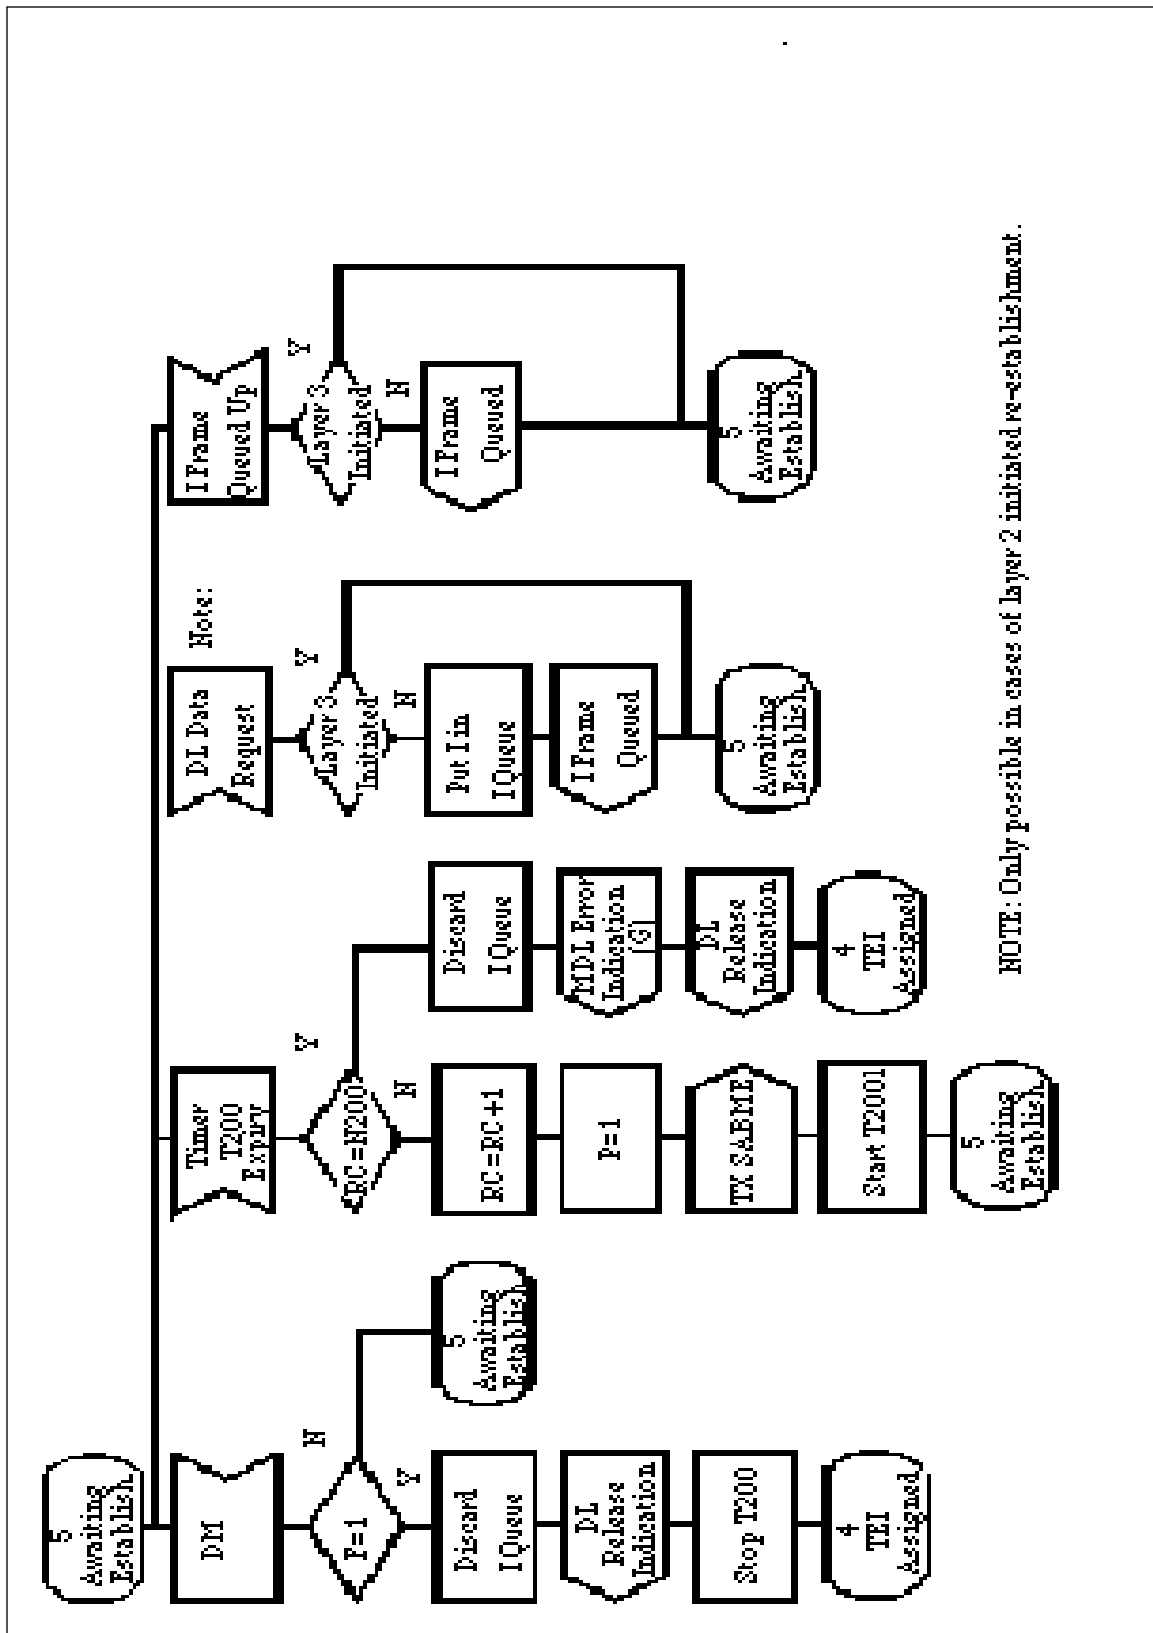 5
Awaiting
Establish
DM
F=1
N
Y
Discard
I Queue
DL
Release
Indication
Stop T200
4
TEI
Assigned
5
Awaiting
Establish
Timer
T200
Expiry
RC=N200
Y
N
RC=RC+1
P=1
TX SABME
Start T200I
5
Awaiting
Establish
Discard
I Queue
MDL Error
Indication
(G)
DL
Release
Indication
4
TEI
Assigned
DL Data
Request
Note:
Layer 3
Initiated
Y
N
Put I in
I Queue
I Frame
Queued
5
Awaiting
Establish
I Frame
Queued Up
Layer 3
Initiated
Y
N
I Frame
Queued
5
Awaiting
Establish
NOTE: Only possible in cases of layer 2 initiated re-establishment.